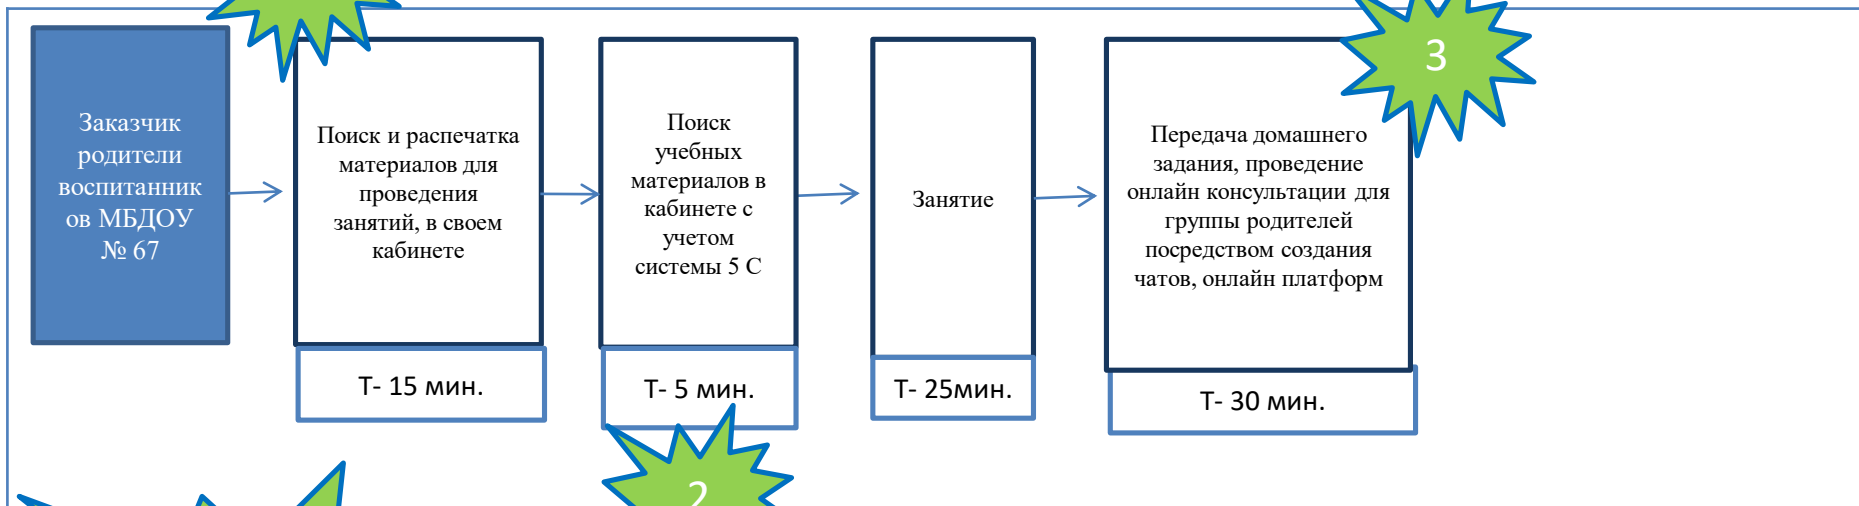 Заказчик
родители
воспитанник
ов МБДОУ
№ 67
Поиск и распечатка
материалов для
проведения
занятий, в своем
кабинете
Т- 15 мин.
Поиск
учебных
материалов в
кабинете с
учетом
системы 5 С
Т- 5 мин.
2
Занятие
Т- 25мин.
3
Передача домашнего
задания, проведение
онлайн консультации для
группы родителей
посредством создания
чатов, онлайн платформ
Т- 30 мин.